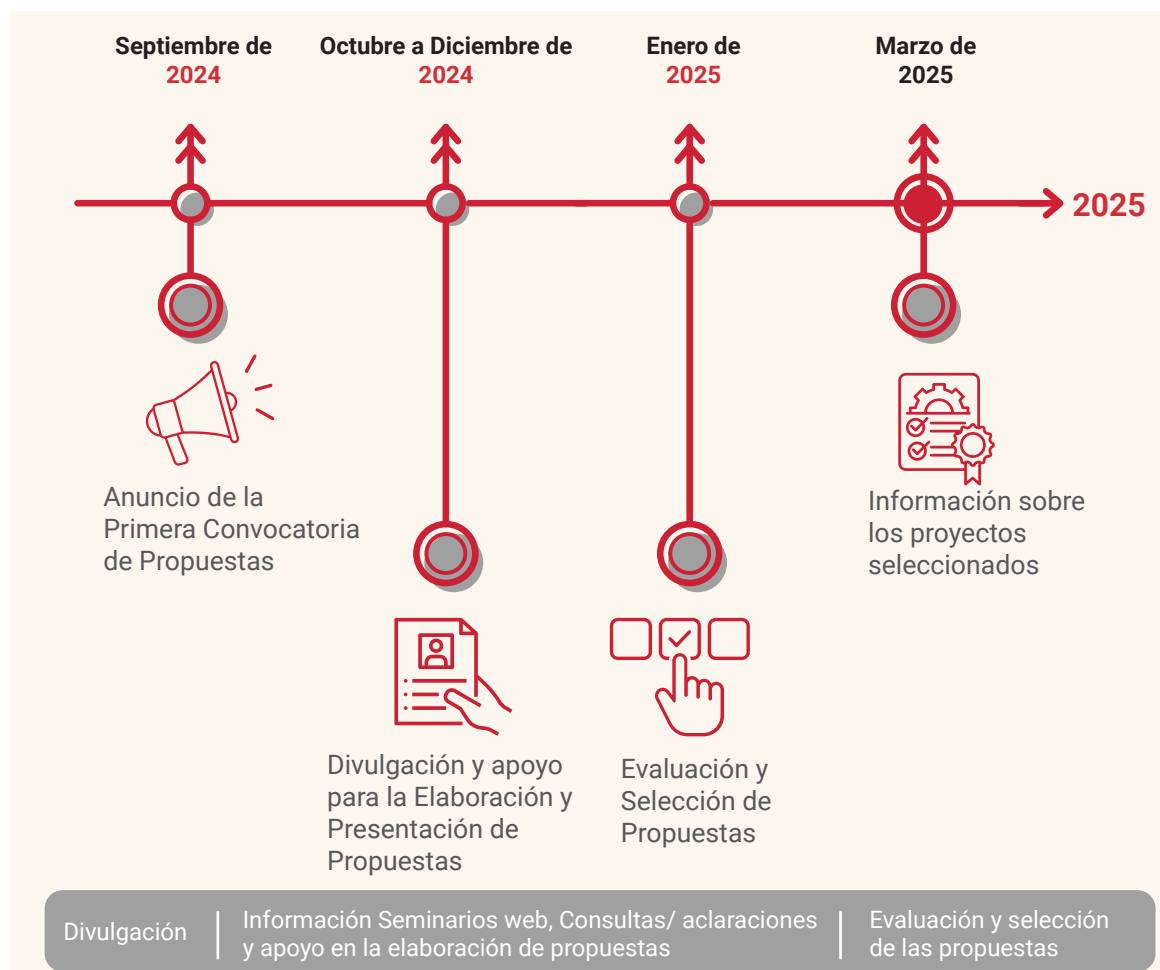 Septiembre de
2024
Octubre a Diciembre de
2024
Enero de
2025
Marzo de
2025
2025
Anuncio de la
Primera Convocatoria
de Propuestas
Divulgación y apoyo
para la Elaboración y
Presentación de
Propuestas
Evaluación y
Selección de
Propuestas
Información sobre
los proyectos
seleccionados
Divulgación
Información Seminarios web, Consultas/ aclaraciones
y apoyo en la elaboración de propuestas
Evaluación y selección
de las propuestas